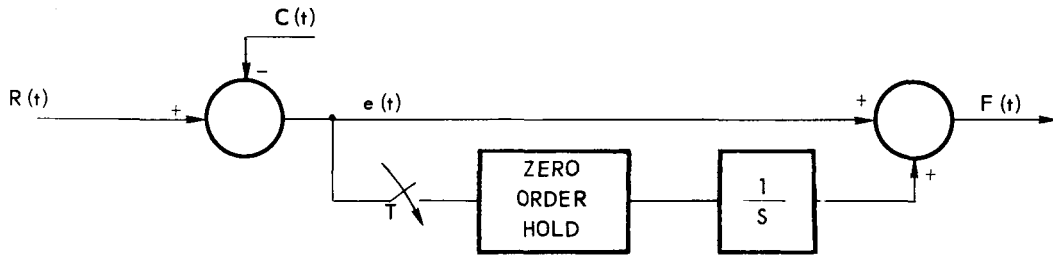 C(t)
−
R(t)
+
e(t)
+
F(t)
+
T
ZERO
ORDER
HOLD
1
S